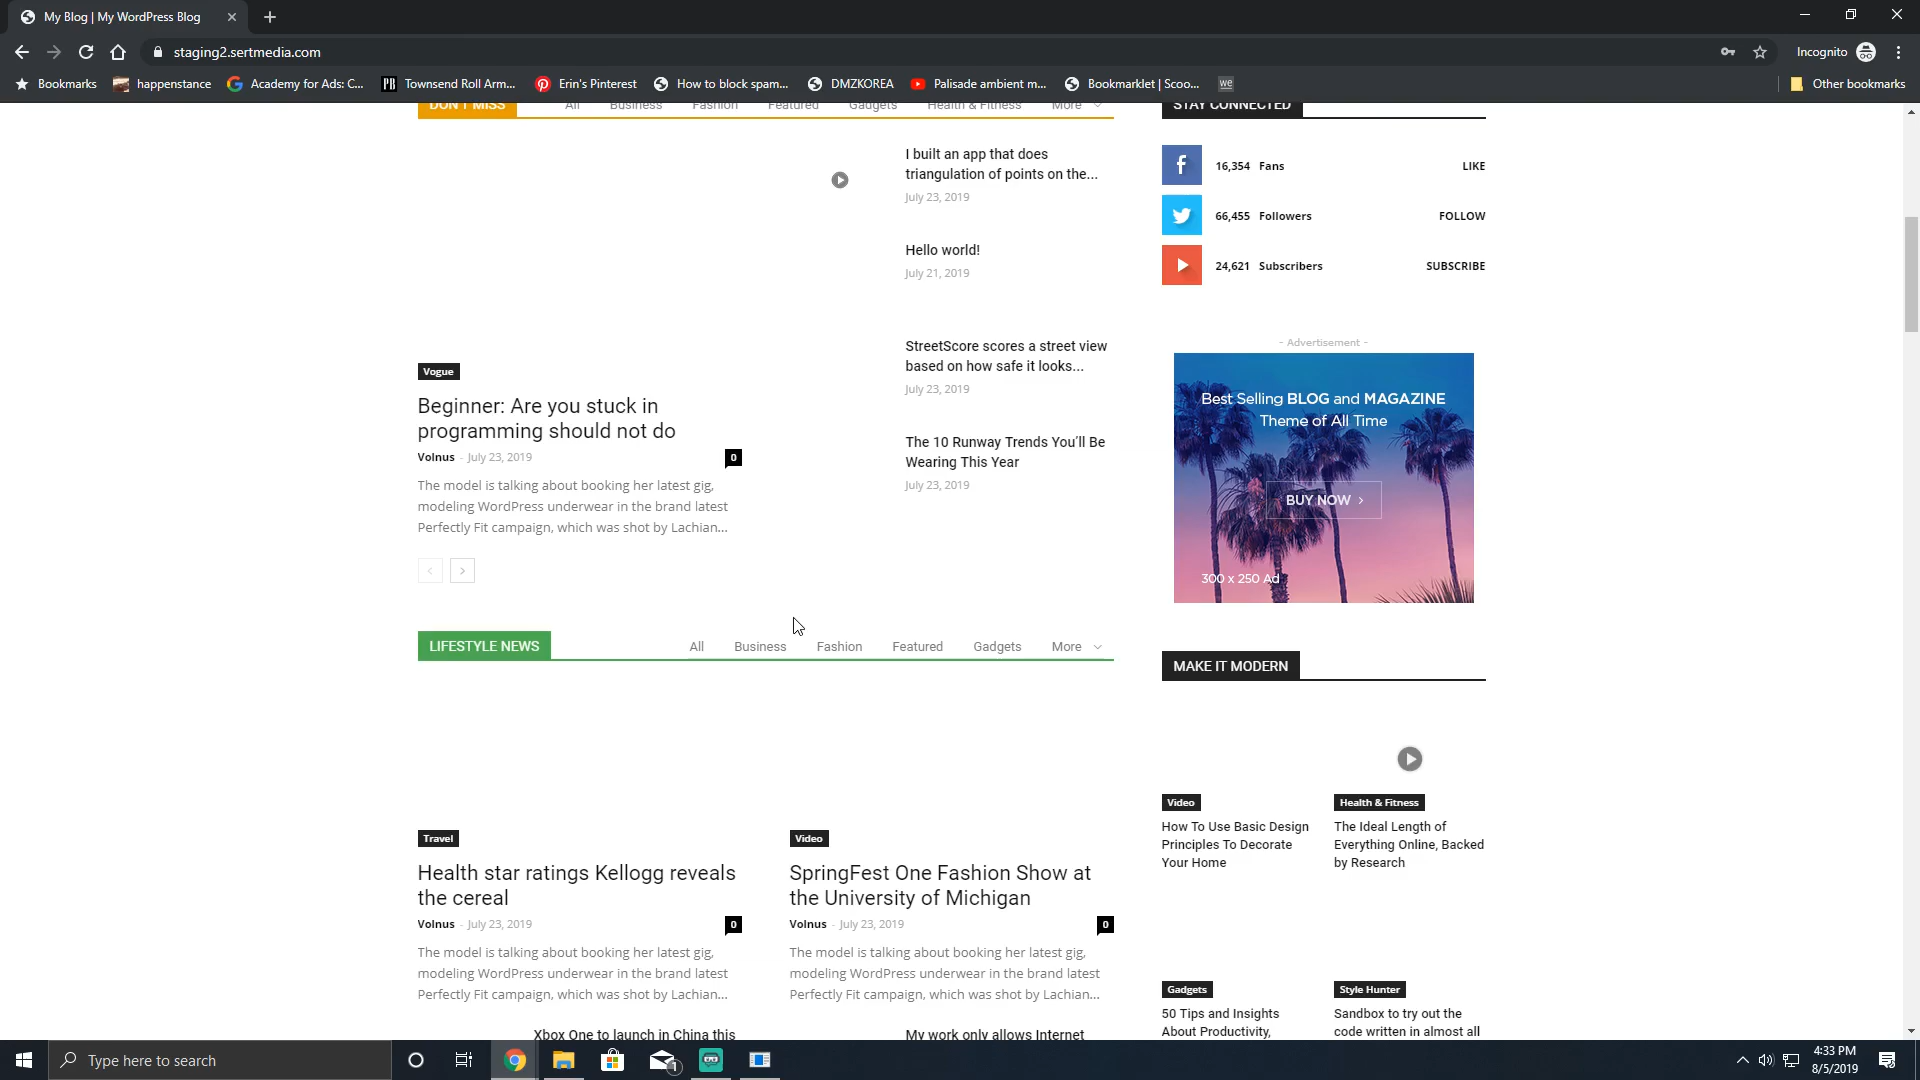 My Blog | My WordPress Blog
staging2.sertmedia.com
Incognito
Bookmarks
happenstance
Academy for Ads: C...
Townsend Roll Arm...
Erin's Pinterest
How to block spam...
DMZKOREA
Palisade ambient m...
Bookmarklet | Scoo...
we
Other bookmarks
DON'T MISS
All
Business
Fashion
Featured
Gadgets
Health & Fitness
More
I built an app that does
triangulation of points on the...
July 23, 2019
Hello world!
July 21, 2019
StreetScore scores a street view
based on how safe it looks...
July 23, 2019
The 10 Runway Trends You'll Be
Wearing This Year
July 23, 2019
Vogue
Beginner: Are you stuck in
programming should not do
Volnus - July 23, 2019
0
The model is talking about booking her latest gig,
modeling WordPress underwear in the brand latest
Perfectly Fit campaign, which was shot by Lachian...
STAY CONNECTED
16,354 Fans LIKE
66,455 Followers FOLLOW
24,621 Subscribers SUBSCRIBE
- Advertisement -
Best Selling BLOG and MAGAZINE
Theme of All Time
BUY NOW >
300 x 250 Ad
LIFESTYLE NEWS
All
Business
Fashion
Featured
Gadgets
More
Travel
Health star ratings Kellogg reveals
the cereal
Volnus - July 23, 2019
0
The model is talking about booking her latest gig,
modeling WordPress underwear in the brand latest
Perfectly Fit campaign, which was shot by Lachian...
Xbox One to launch in China this
Video
SpringFest One Fashion Show at
the University of Michigan
Volnus - July 23, 2019
0
The model is talking about booking her latest gig,
modeling WordPress underwear in the brand latest
Perfectly Fit campaign, which was shot by Lachian...
My work only allows Internet
MAKE IT MODERN
Video
How To Use Basic Design
Principles To Decorate
Your Home
Health & Fitness
The Ideal Length of
Everything Online, Backed
by Research
Gadgets
50 Tips and Insights
About Productivity,
Style Hunter
Sandbox to try out the
code written in almost all
Type here to search
1
4:33 PM
8/5/2019